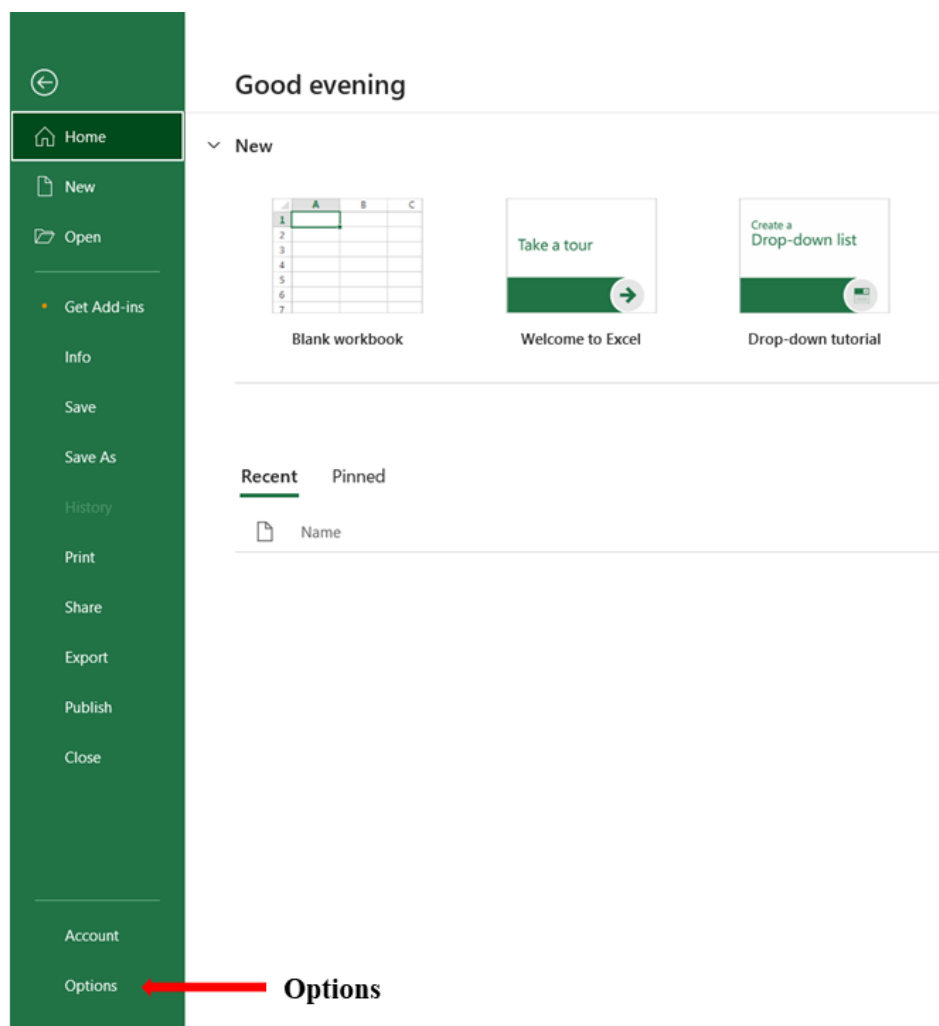 Good evening
Home
New
Open
Get Add-ins
Info
Save
Save As
History
Print
Share
Export
Publish
Close
Account
Options
New
A B C
1
2
3
4
5
6
7
Blank workbook
Take a tour
Welcome to Excel
Create a
Drop-down list
Drop-down tutorial
Recent Pinned
Name
Options